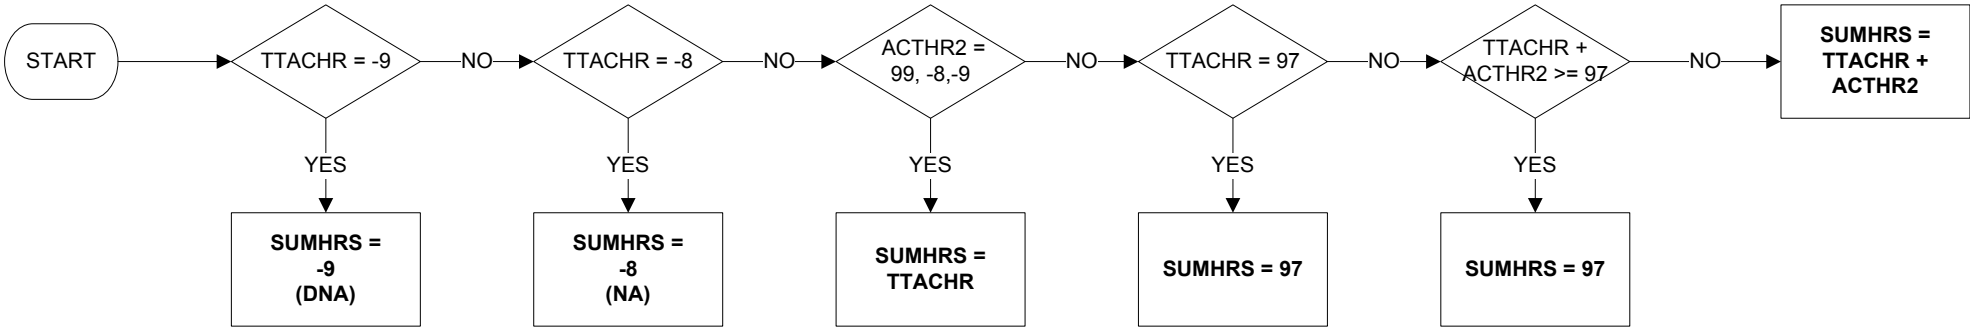 START
TTACHR = -9
NO
TTACHR = -8
NO
ACTHR2 =
99, -8,-9
NO
TTACHR = 97
NO
TTACHR +
ACTHR2 >= 97
NO
SUMHRS =
TTACHR +
ACTHR2
YES
YES
YES
YES
YES
SUMHRS =
-9
(DNA)
SUMHRS =
-8
(NA)
SUMHRS =
TTACHR
SUMHRS = 97
SUMHRS = 97